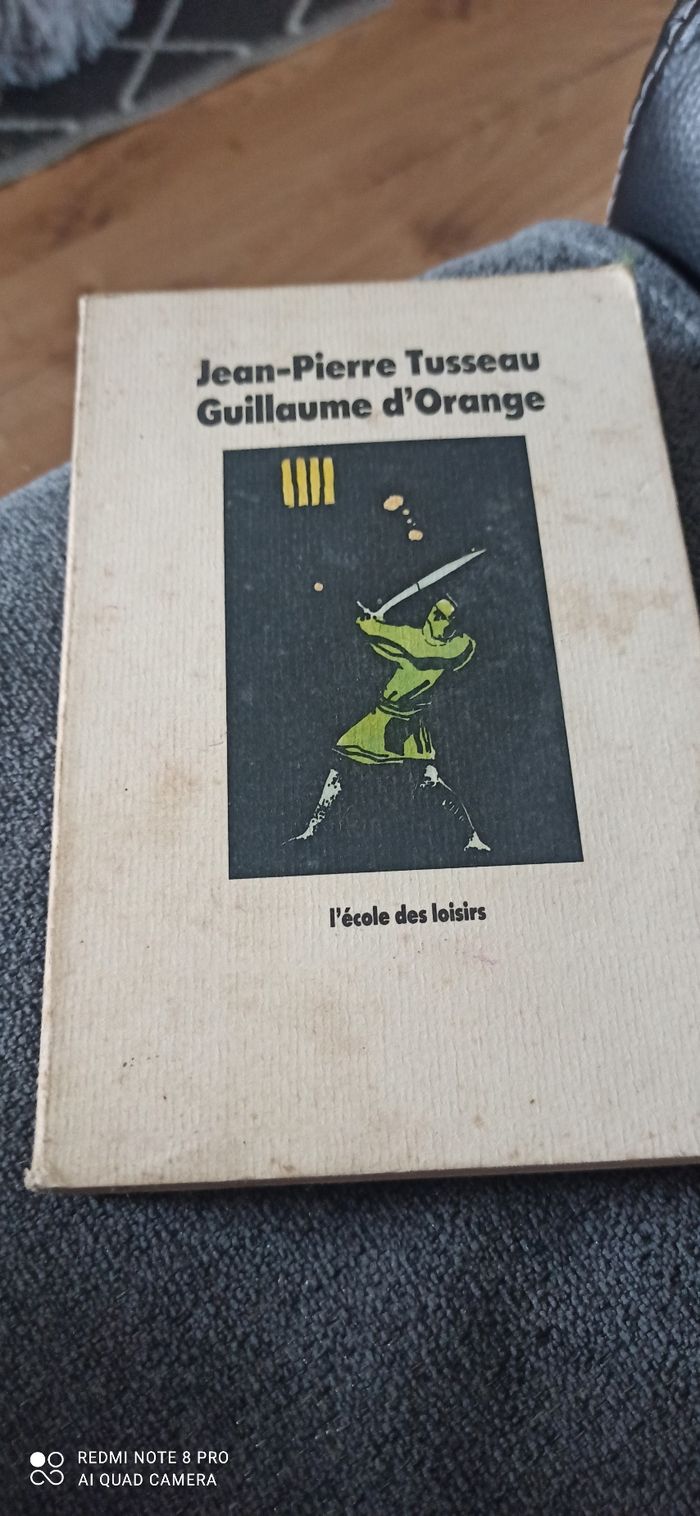 Jean-Pierre Tusseau
Guillaume d'Orange
l'école des loisirs
REDMI NOTE 8 PRO
AI QUAD CAMERA